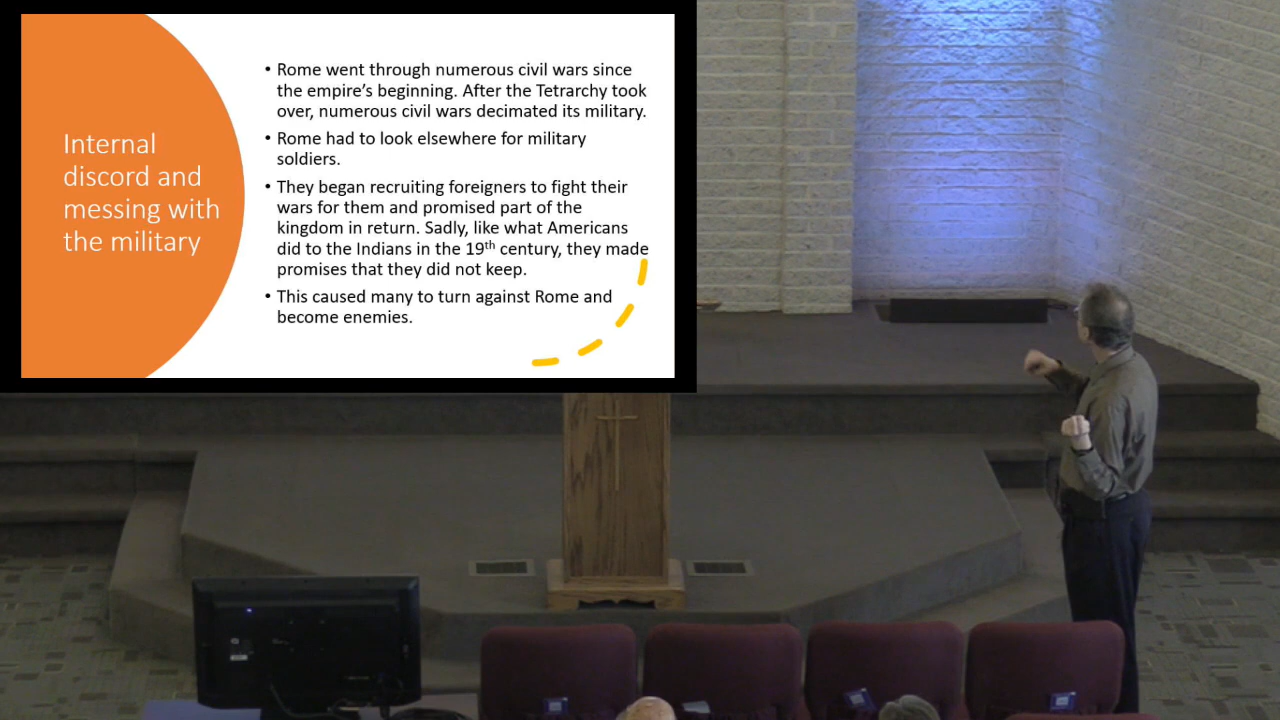 Internal
discord and
messing with
the military
• Rome went through numerous civil wars since
the empire’s beginning. After the Tetrarchy took
over, numerous civil wars decimated its military.
• Rome had to look elsewhere for military
soldiers.
• They began recruiting foreigners to fight their
wars for them and promised part of the
kingdom in return. Sadly, like what Americans
did to the Indians in the 19th century, they made
promises that they did not keep.
• This caused many to turn against Rome and
become enemies.